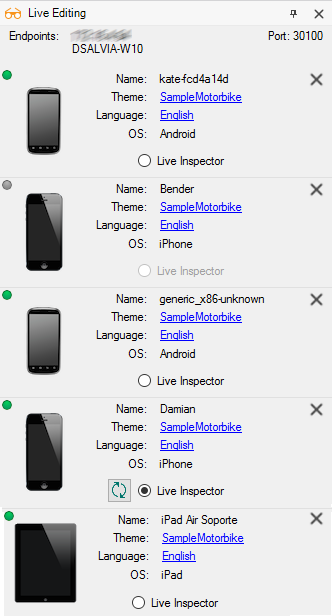 Live Editing
Endpoints: Port: 30100
DSALVIA-W10
Name: kate-fcd4a14d
Theme: SampleMotorbike
Language: English
OS: Android
Live Inspector
Name: Bender
Theme: SampleMotorbike
Language: English
OS: iPhone
Live Inspector
Name: generic_x86-unknown
Theme: SampleMotorbike
Language: English
OS: Android
Live Inspector
Name: Damian
Theme: SampleMotorbike
Language: English
OS: iPhone
Live Inspector
Name: iPad Air Soporte
Theme: SampleMotorbike
Language: English
OS: iPad
Live Inspector